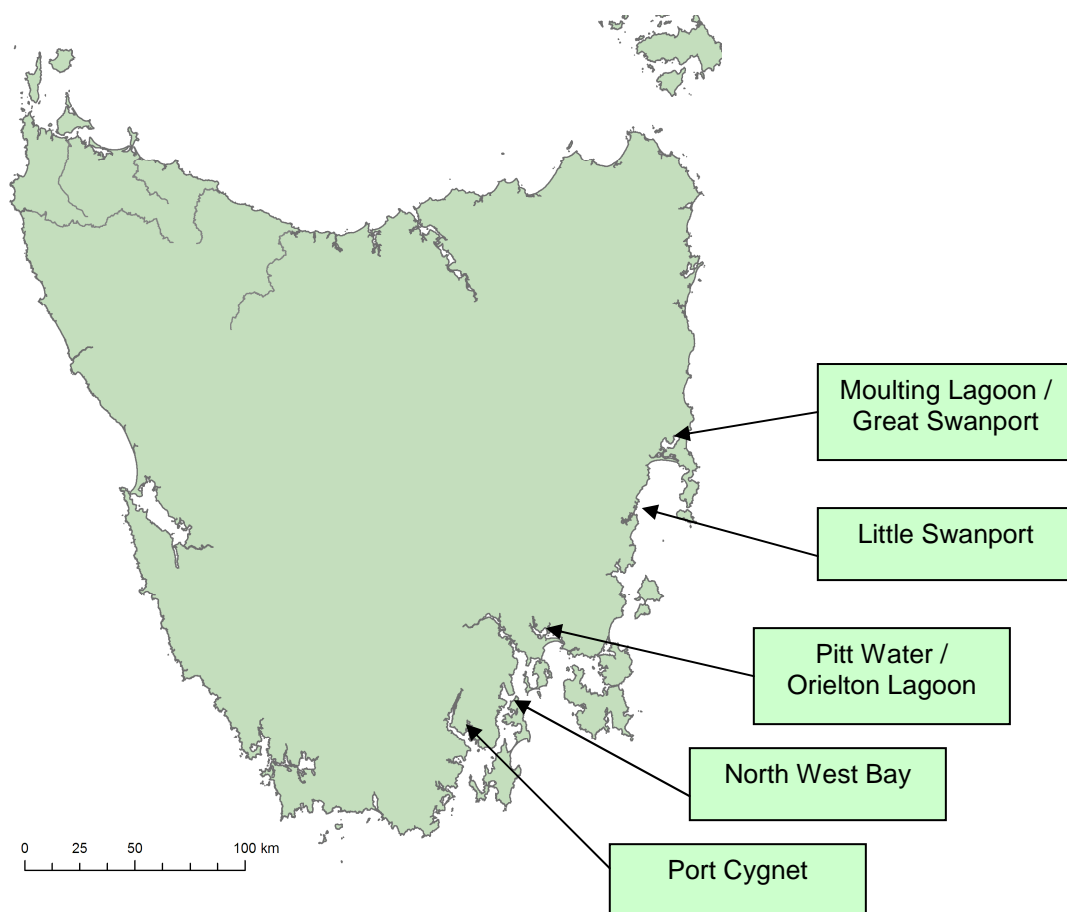 Moulting Lagoon /
Great Swanport
Little Swanport
Pitt Water /
Orielton Lagoon
North West Bay
Port Cygnet
0 25 50 100 km